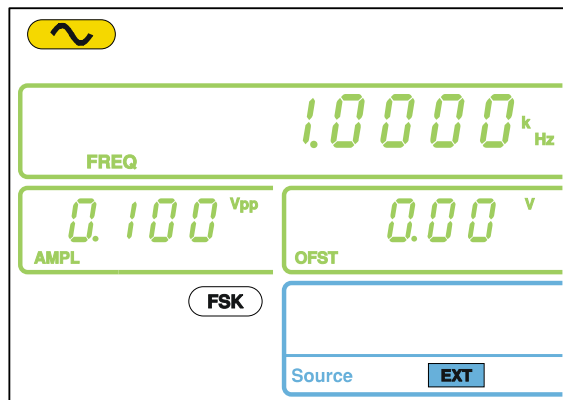 1.0000 k Hz
FREQ
0.100 Vpp
AMPL
0.00 V
OFST
FSK
Source EXT